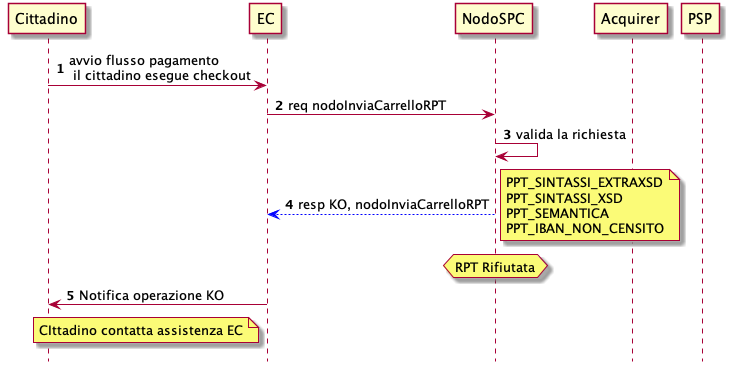 Cittadino
EC
NodoSPC
Acquirer
PSP
1 avvio flusso pagamento
il cittadino esegue checkout
2 req nodoInviaCarrelloRPT
3 valida la richiesta
PPT_SINTASSI_EXTRAXSD
PPT_SINTASSI_XSD
PPT_SEMANTICA
PPT_IBAN_NON_CENSITO
4 resp KO, nodoInviaCarrelloRPT
RPT Rifiutata
5 Notifica operazione KO
CIttadino contatta assistenza EC